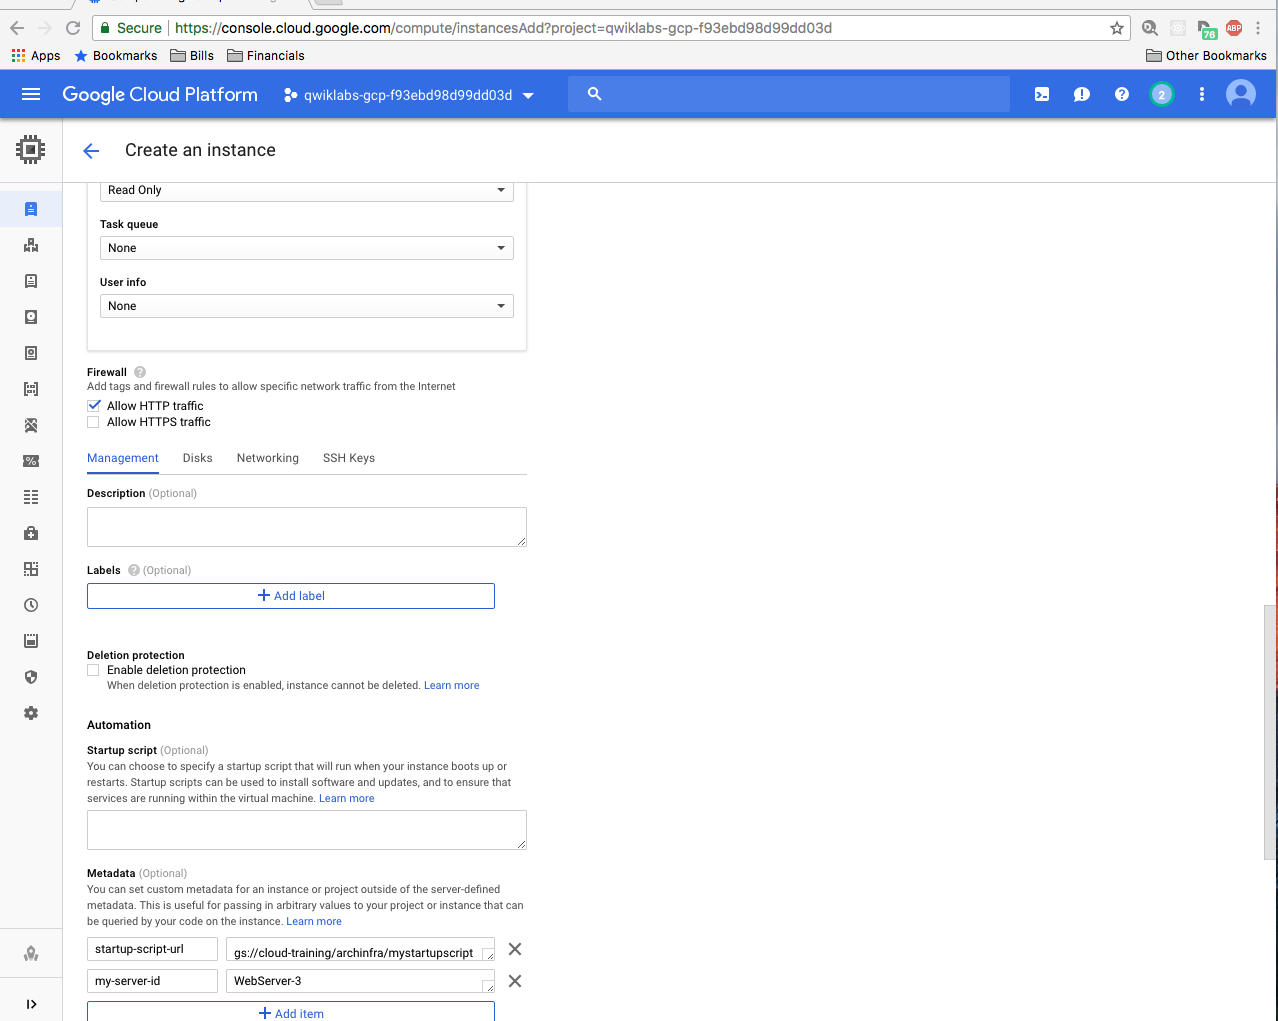 Secure https://console.cloud.google.com/compute/instancesAdd?project=qwiklabs-gcp-f93ebd98d99dd03d
76
ABP
Apps Bookmarks Bills Financials Other Bookmarks
Google Cloud Platform qwiklabs-gcp-f93ebd98d99dd03d 2
Create an instance
Read Only
Task queue
None
User info
None
Firewall
Add tags and firewall rules to allow specific network traffic from the Internet
Allow HTTP traffic
Allow HTTPS traffic
Management Disks Networking SSH Keys
Description (Optional)
Labels (Optional)
Add label
Deletion protection
Enable deletion protection
When deletion protection is enabled, instance cannot be deleted. Learn more
Automation
Startup script (Optional)
You can choose to specify a startup script that will run when your instance boots up or
restarts. Startup scripts can be used to install software and updates, and to ensure that
services are running within the virtual machine. Learn more
Metadata (Optional)
You can set custom metadata for an instance or project outside of the server-defined
metadata. This is useful for passing in arbitrary values to your project or instance that can
be queried by your code on the instance. Learn more
startup-script-url gs://cloud-training/archinfra/mystartupscript
my-server-id WebServer-3
Add item